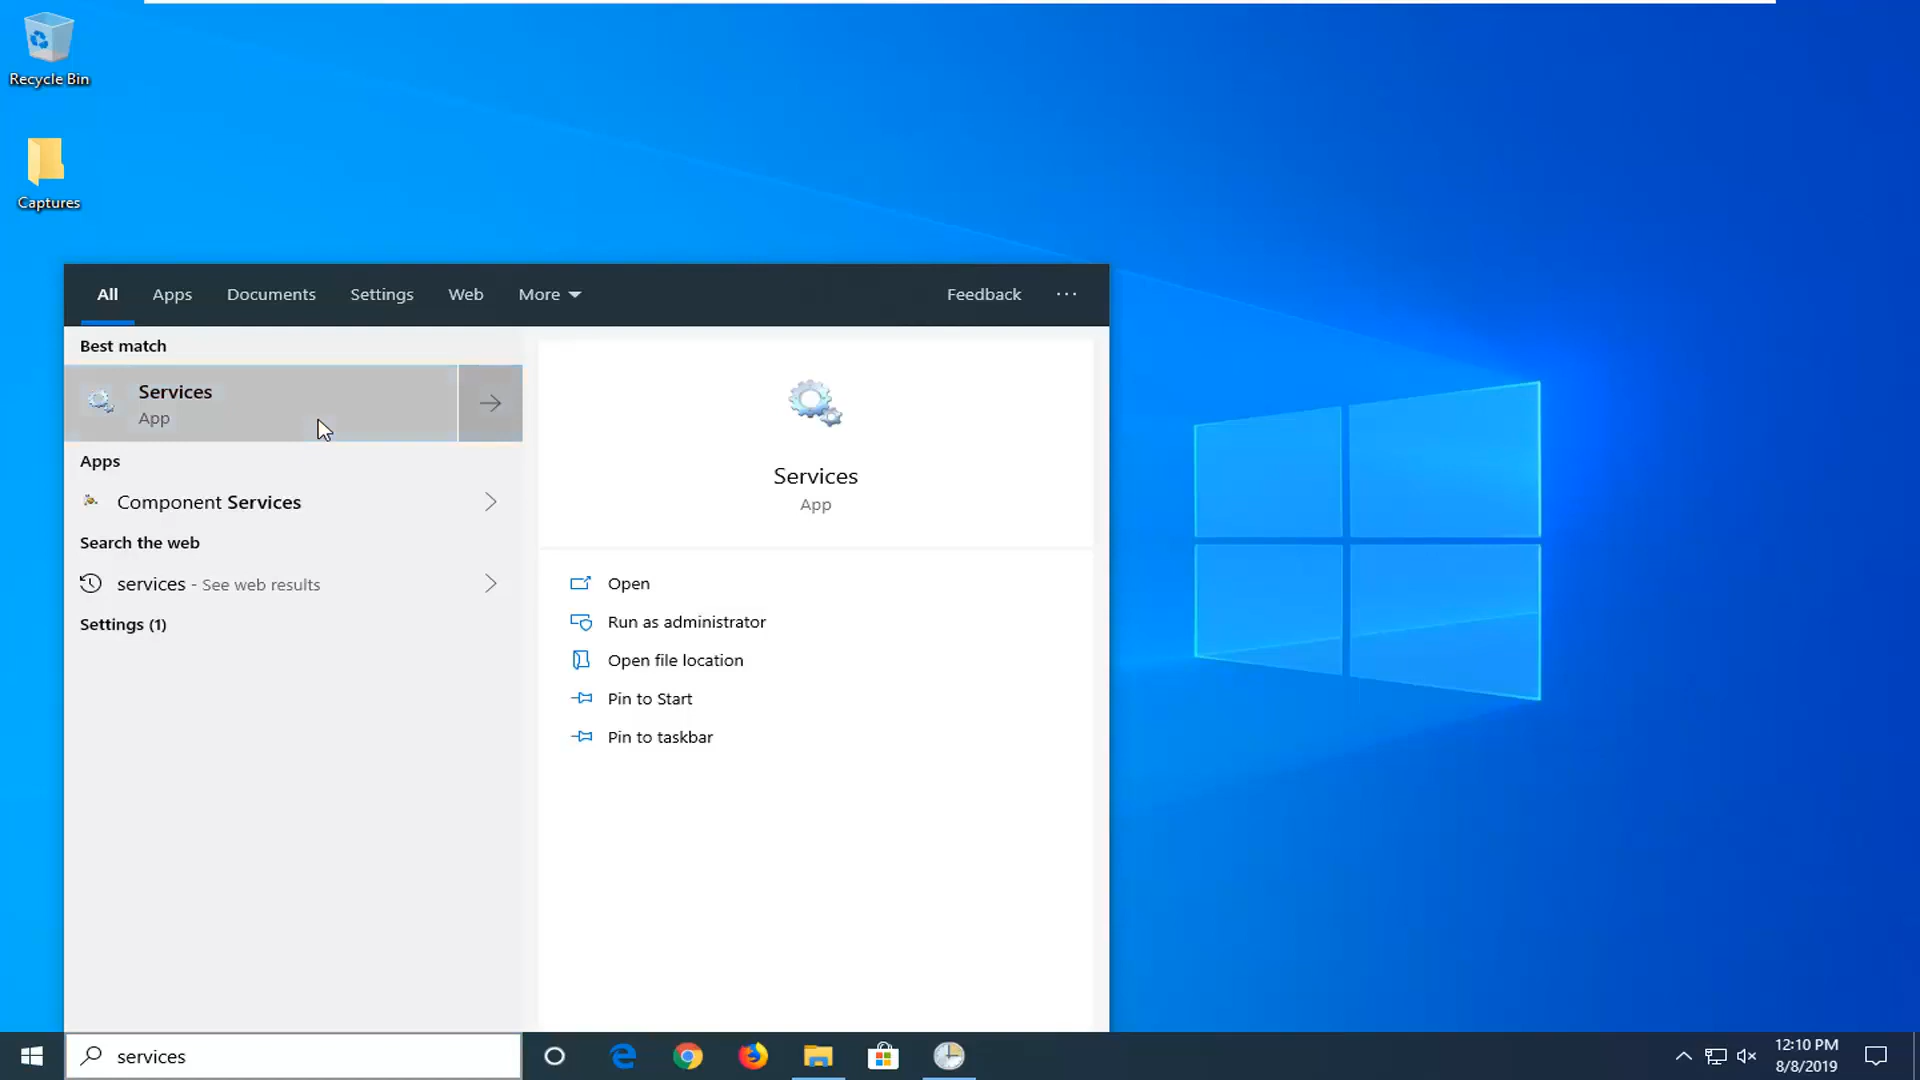 Recycle Bin
Captures
All Apps Documents Settings Web More Feedback ...
Best match
Services
App
Apps
Component Services
Search the web
services - See web results
Settings (1)
Services
App
Open
Run as administrator
Open file location
Pin to Start
Pin to taskbar
services
12:10 PM
8/8/2019